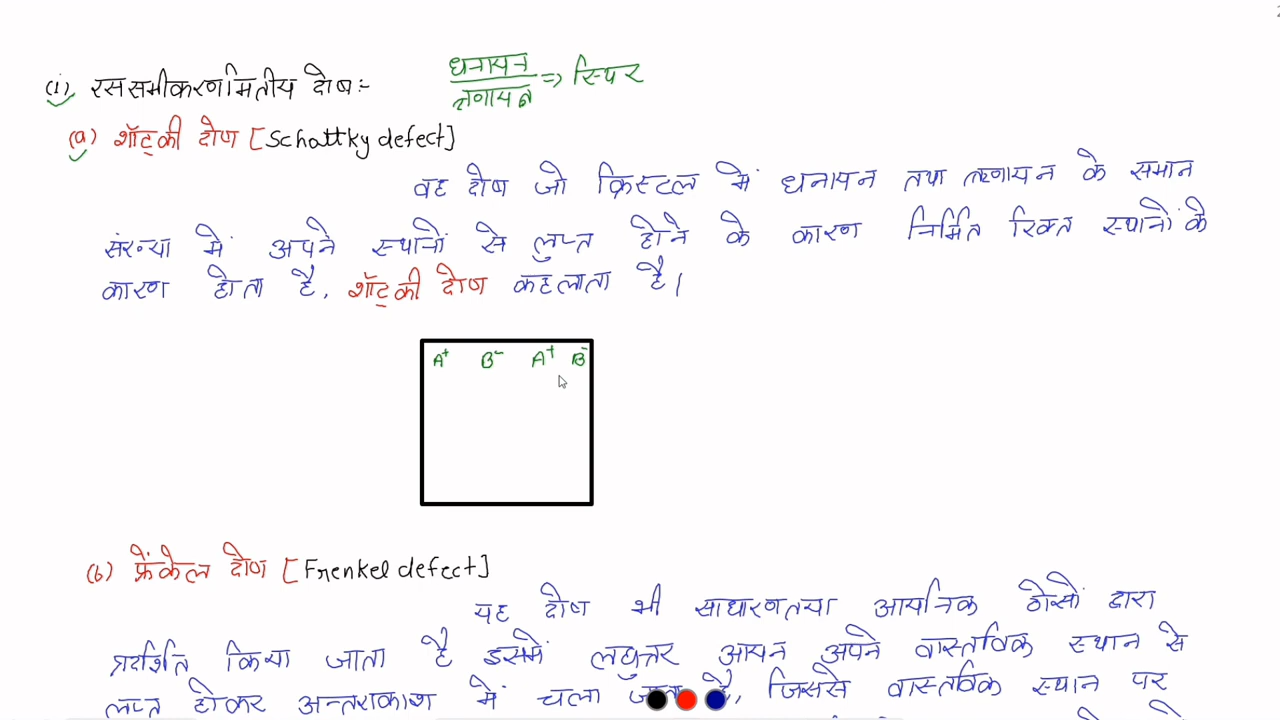 (i) रससमीकरणमितीय दोष :-
धनायन
ऋणायन => स्थिर
(a) शॉट्की दोष [Schottky defect]
वह दोष जो क्रिस्टल में धनायन तथा ऋणायन के समान
संख्या में अपने स्थानों से लुप्त होने के कारण निर्मित रिक्त स्थानों के
कारण होता है, शॉट्की दोष कहलाता है।
A⁺ B⁻ A⁺ B⁻
(b) फ्रेंकेल दोष [Frenkel defect]
यह दोष भी साधारणतया आयनिक ठोसों द्वारा
प्रदर्शित किया जाता है इसमें लघुत्तर आयन अपने वास्तविक स्थान से
लुप्त होकर अन्तराकाश में चला जाता है, जिससे वास्तविक स्थान पर